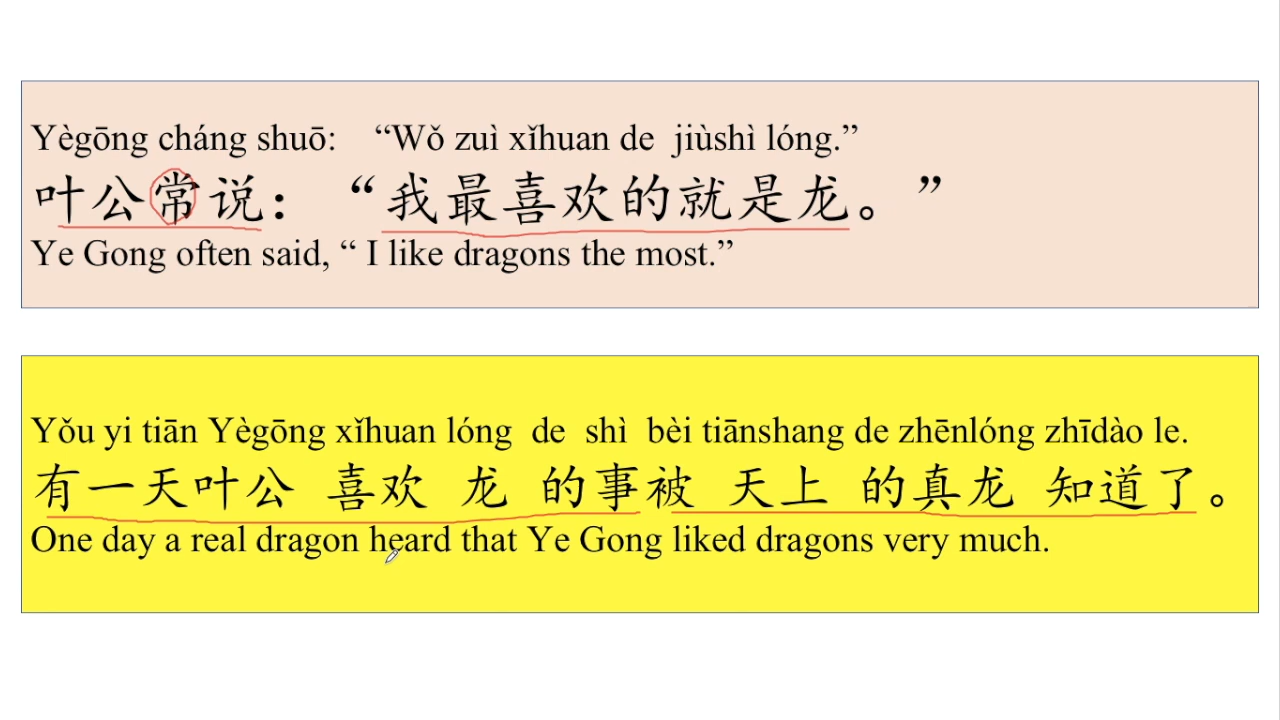 Yègōng cháng shuō: “Wǒ zuì xǐhuan de jiùshì lóng.”
叶公常说：“我最喜欢的就是龙。”
Ye Gong often said, “ I like dragons the most.”
Yǒu yi tiān Yègōng xǐhuan lóng de shì bèi tiānshang de zhēnlóng zhīdào le.
有一天叶公 喜欢 龙 的事被 天上 的真龙 知道了。
One day a real dragon heard that Ye Gong liked dragons very much.